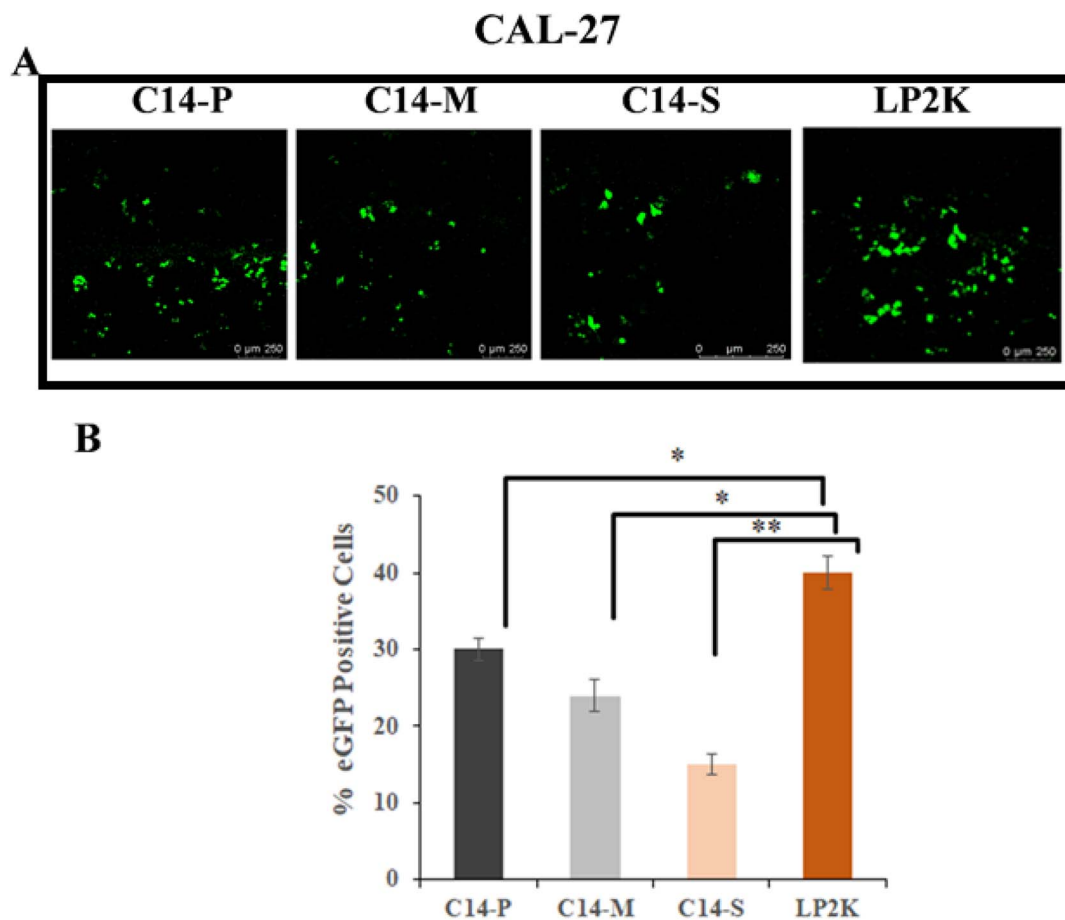 CAL-27
A
C14-P C14-M C14-S LP2K
0 µm 250 0 µm 250 0 µm 250 0 µm 250
B
*
*
**
50
40
30
20
10
0
% eGFP Positive Cells
C14-P C14-M C14-S LP2K